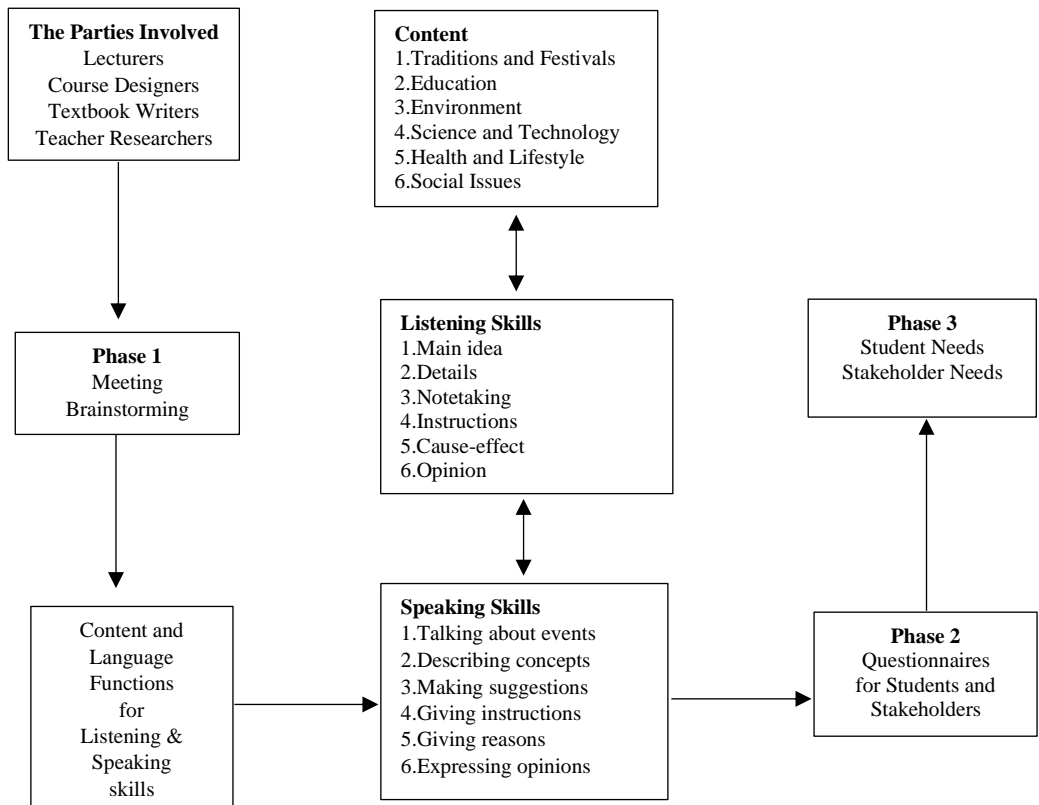 The Parties Involved
Lecturers
Course Designers
Textbook Writers
Teacher Researchers
Phase 1
Meeting
Brainstorming
Content and
Language
Functions
for
Listening &
Speaking
skills
Content
1.Traditions and Festivals
2.Education
3.Environment
4.Science and Technology
5.Health and Lifestyle
6.Social Issues
Listening Skills
1.Main idea
2.Details
3.Notetaking
4.Instructions
5.Cause-effect
6.Opinion
Speaking Skills
1.Talking about events
2.Describing concepts
3.Making suggestions
4.Giving instructions
5.Giving reasons
6.Expressing opinions
Phase 2
Questionnaires
for Students and
Stakeholders
Phase 3
Student Needs
Stakeholder Needs